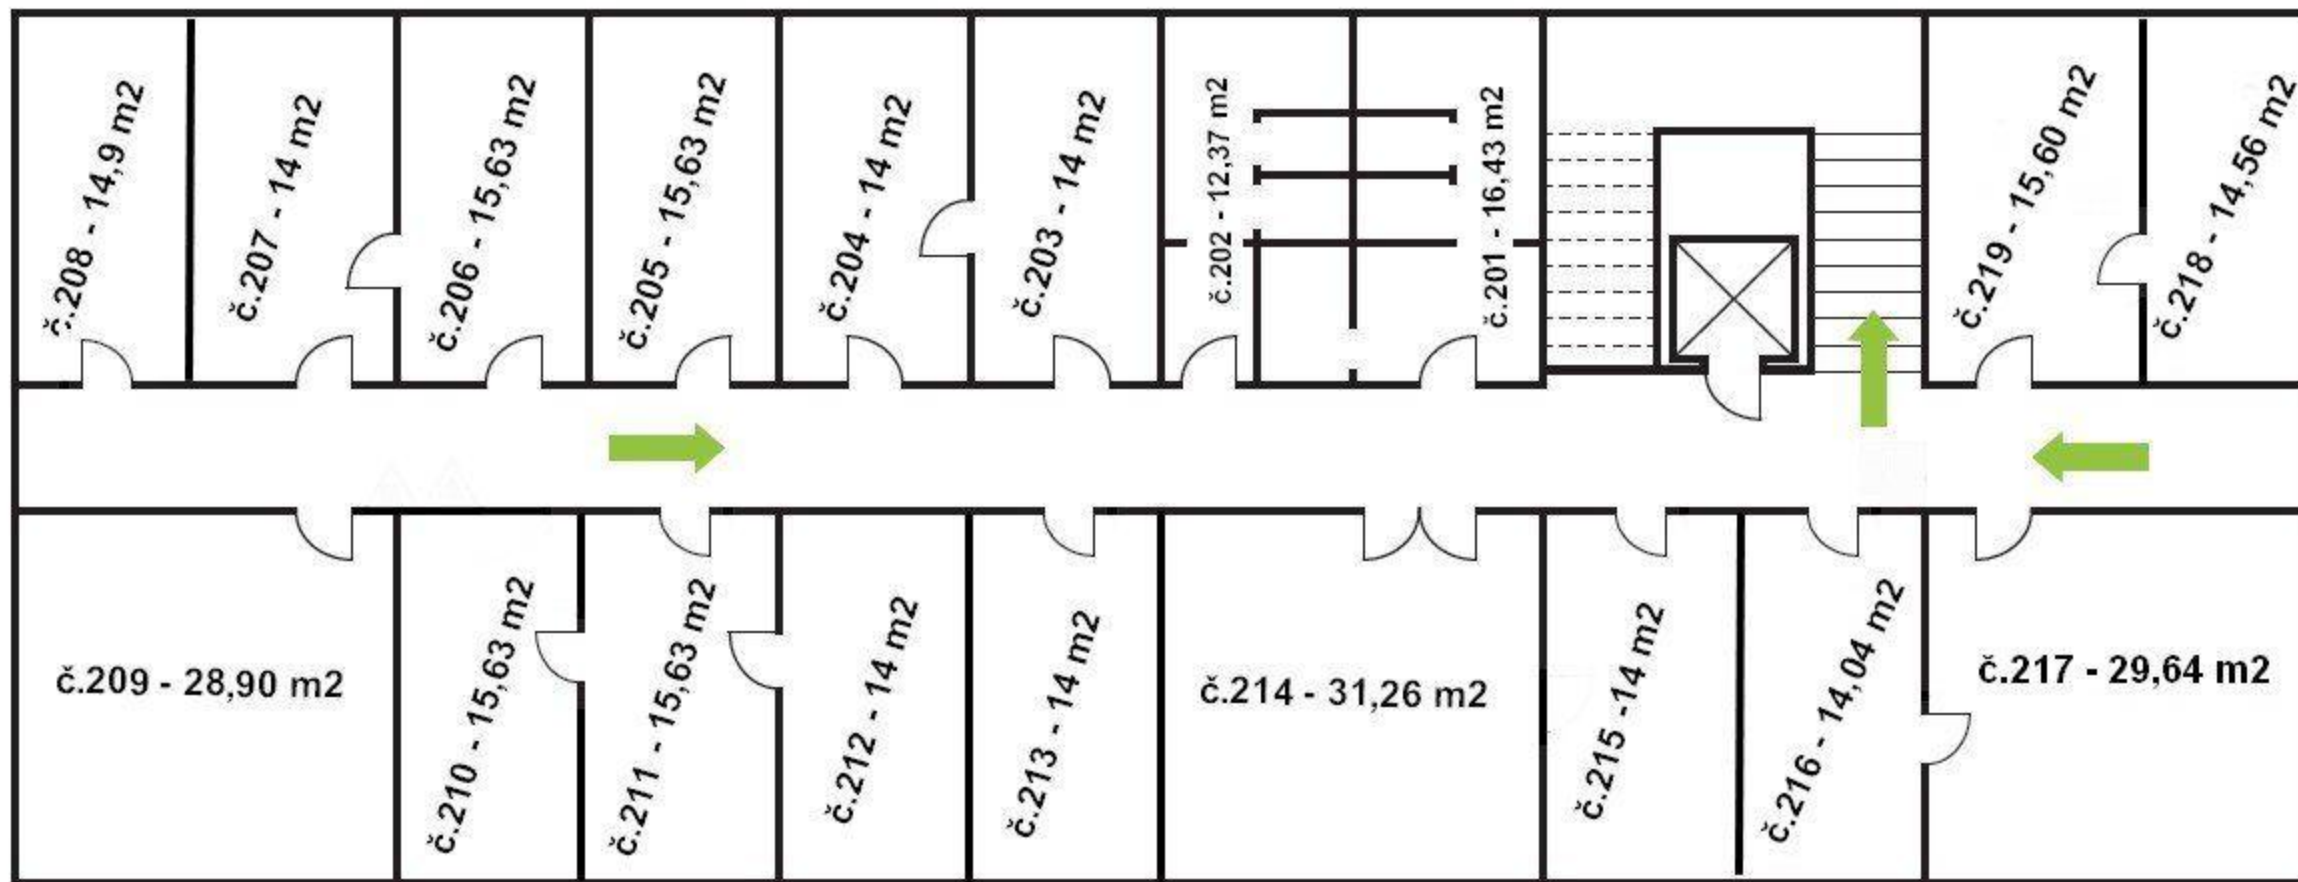 č.208 - 14,9 m2
č.207 - 14 m2
č.206 - 15,63 m2
č.205 - 15,63 m2
č.204 - 14 m2
č.203 - 14 m2
č.202 - 12,37 m2
č.201 - 16,43 m2
č.219 - 15,60 m2
č.218 - 14,56 m2
č.209 - 28,90 m2
č.210 - 15,63 m2
č.211 - 15,63 m2
č.212 - 14 m2
č.213 - 14 m2
č.214 - 31,26 m2
č.215 -14 m2
č.216 - 14,04 m2
č.217 - 29,64 m2